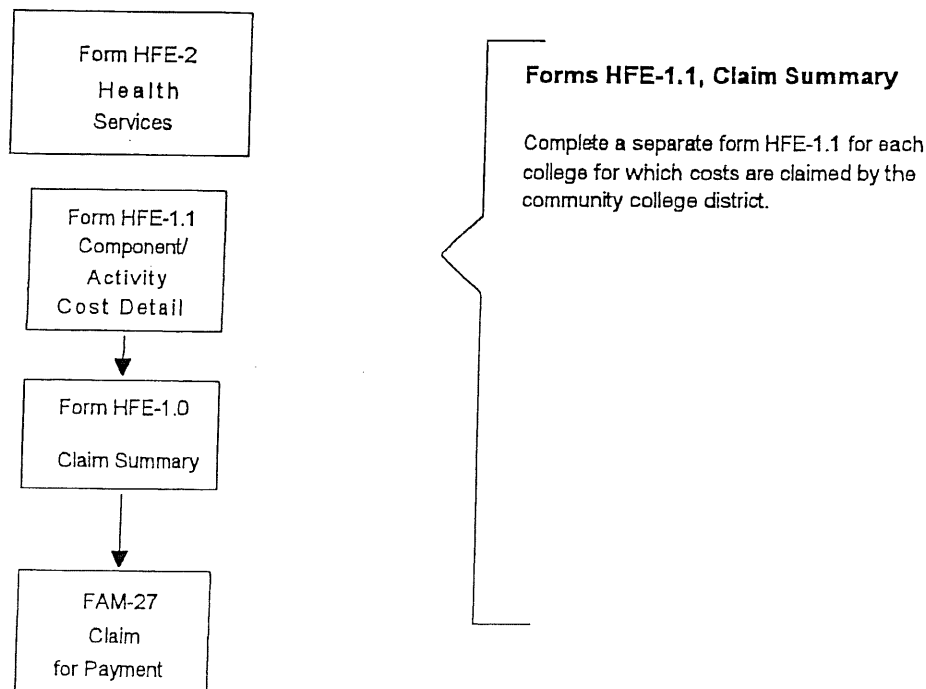 Form HFE-2
Health
Services
Form HFE-1.1
Component/
Activity
Cost Detail
Form HFE-1.0
Claim Summary
FAM-27
Claim
for Payment
Forms HFE-1.1, Claim Summary
Complete a separate form HFE-1.1 for each
college for which costs are claimed by the
community college district.